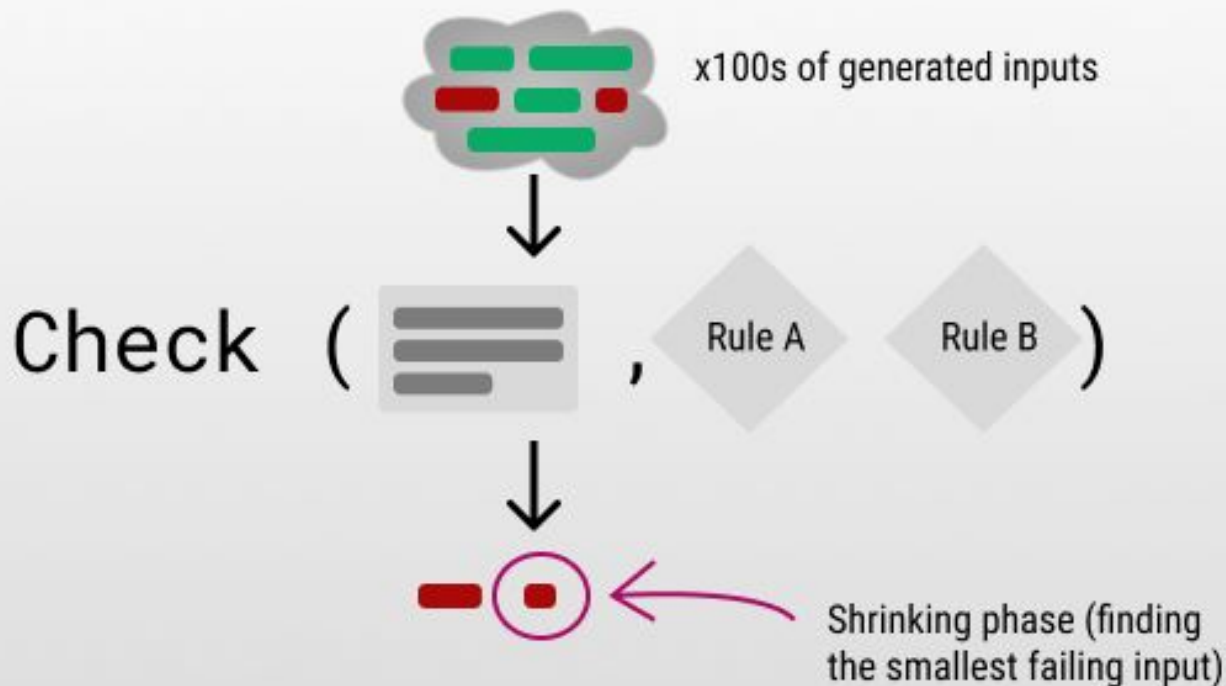 x100s of generated inputs
Check ( , Rule A Rule B )
Shrinking phase (finding
the smallest failing input)